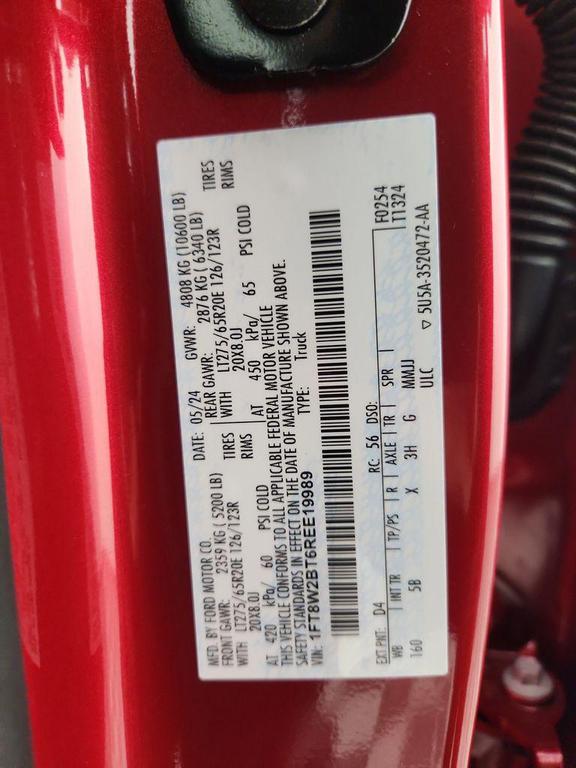 MFD. BY FORD MOTOR CO.
DATE: 05/24 GVWR: 4808 KG (10600 LB)
FRONT GAWR: 2359 KG ( 5200 LB) REAR GAWR: 2876 KG ( 6340 LB)
WITH LT275/65R20E 126/123R TIRES WITH LT275/65R20E 126/123R TIRES
20X8.0J RIMS 20X8.0J RIMS
AT 420 kPa/ 60 PSI COLD AT 450 kPa/ 65 PSI COLD
THIS VEHICLE CONFORMS TO ALL APPLICABLE FEDERAL MOTOR VEHICLE
SAFETY STANDARDS IN EFFECT ON THE DATE OF MANUFACTURE SHOWN ABOVE.
VIN: 1FT8W2BT6REE19989 TYPE: Truck
EXT PNT: D4 RC: 56 DSO: F0254
WB INT TR TP/PS R AXLE TR SPR T1324
160 5B X 3H G MMJJ
ULC ▽ 5U5A-3520472-AA